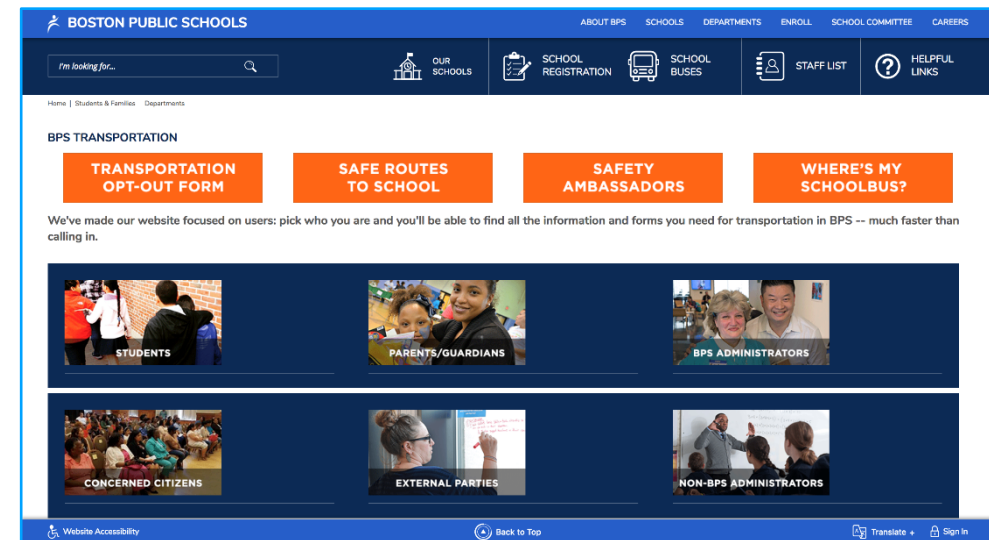 BOSTON PUBLIC SCHOOLS
ABOUT BPS SCHOOLS DEPARTMENTS ENROLL SCHOOL COMMITTEE CAREERS
I'm looking for...
OUR
SCHOOLS
SCHOOL
REGISTRATION
SCHOOL
BUSES
STAFF LIST
HELPFUL
LINKS
Home | Students & Families Departments
BPS TRANSPORTATION
TRANSPORTATION
OPT-OUT FORM
SAFE ROUTES
TO SCHOOL
SAFETY
AMBASSADORS
WHERE'S MY
SCHOOLBUS?
We've made our website focused on users: pick who you are and you'll be able to find all the information and forms you need for transportation in BPS -- much faster than
calling in.
STUDENTS
PARENTS/GUARDIANS
BPS ADMINISTRATORS
CONCERNED CITIZENS
EXTERNAL PARTIES
NON-BPS ADMINISTRATORS
Website Accessibility
Back to Top
Translate +
Sign In